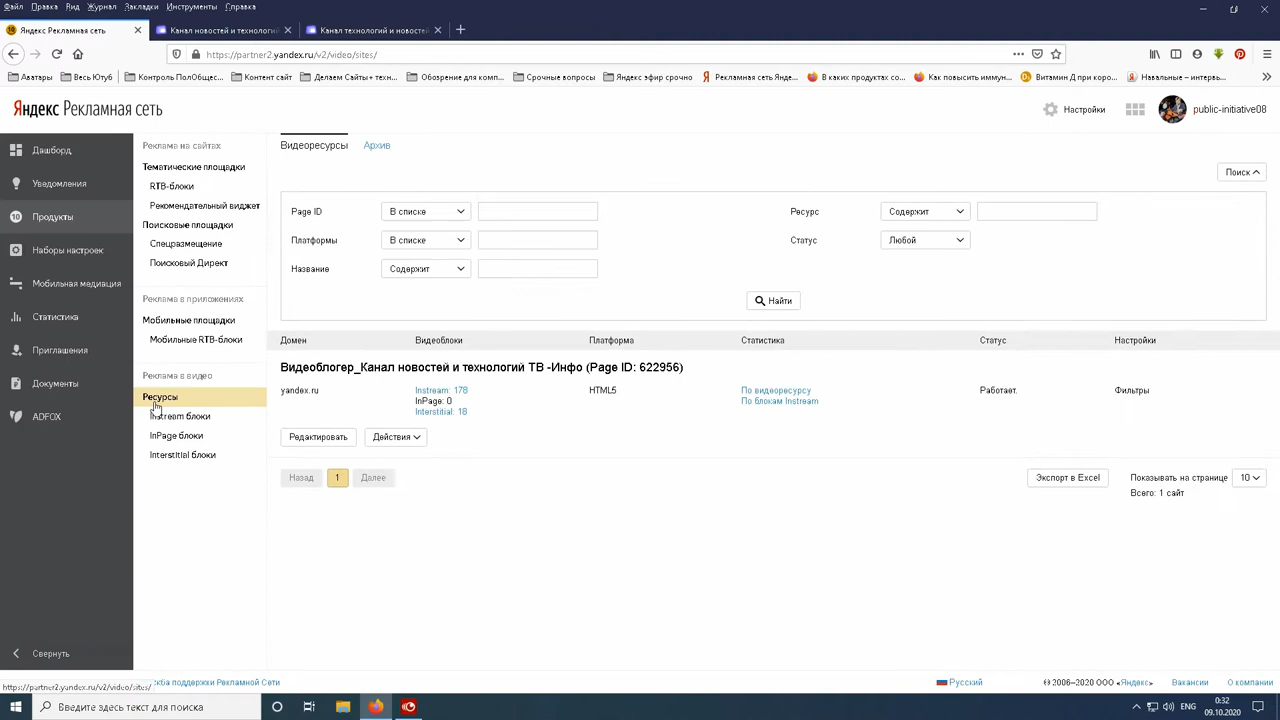 Файл Правка Вид Журнал Закладки Инструменты Справка
Яндекс Рекламная сеть
Канал новостей и технологий
Канал технологий и новосте
https://partner2.yandex.ru/v2/video/sites/
Аватары
Весь Ютуб
Контроль ПолОбщес...
Контент сайт
Делаем Сайты+ техн...
Обозрение для комп...
Срочные вопросы
Яндекс эфир срочно
Рекламная сеть Янде...
В каких продуктах со...
Как повысить иммун...
Витамин Д при коро...
Навальные – интерв...
Яндекс Рекламная сеть
Настройки
public-initiative08
Дашборд
Уведомления
Продукты
Наборы настроек
Мобильная медиация
Статистика
Приглашения
Документы
ADFOX
Свернуть
Реклама на сайтах
Тематические площадки
RTB-блоки
Рекомендательный виджет
Поисковые площадки
Спецразмещение
Поисковый Директ
Реклама в приложениях
Мобильные площадки
Мобильные RTB-блоки
Реклама в видео
Ресурсы
Instream блоки
InPage блоки
Interstitial блоки
Видеоресурсы Архив
Поиск
Page ID В списке Ресурс Содержит
Платформы В списке Статус Любой
Название Содержит
Найти
Домен Видеоблоки Платформа Статистика Статус Настройки
Видеоблогер_Канал новостей и технологий ТВ -Инфо (Page ID: 622956)
yandex.ru Instream: 178 HTML5 По видеоресурсу Работает. Фильтры
InPage: 0 По блокам Instream
Interstitial: 18
Редактировать Действия
Назад 1 Далее Экспорт в Excel Показывать на странице 10
Всего: 1 сайт
https://partner2.yandex.ru/v2/video/sites/
жба поддержки Рекламной Сети Русский © 2006–2020 ООО «Яндекс» Вакансии О компании
Введите здесь текст для поиска
ENG
0:32
09.10.2020